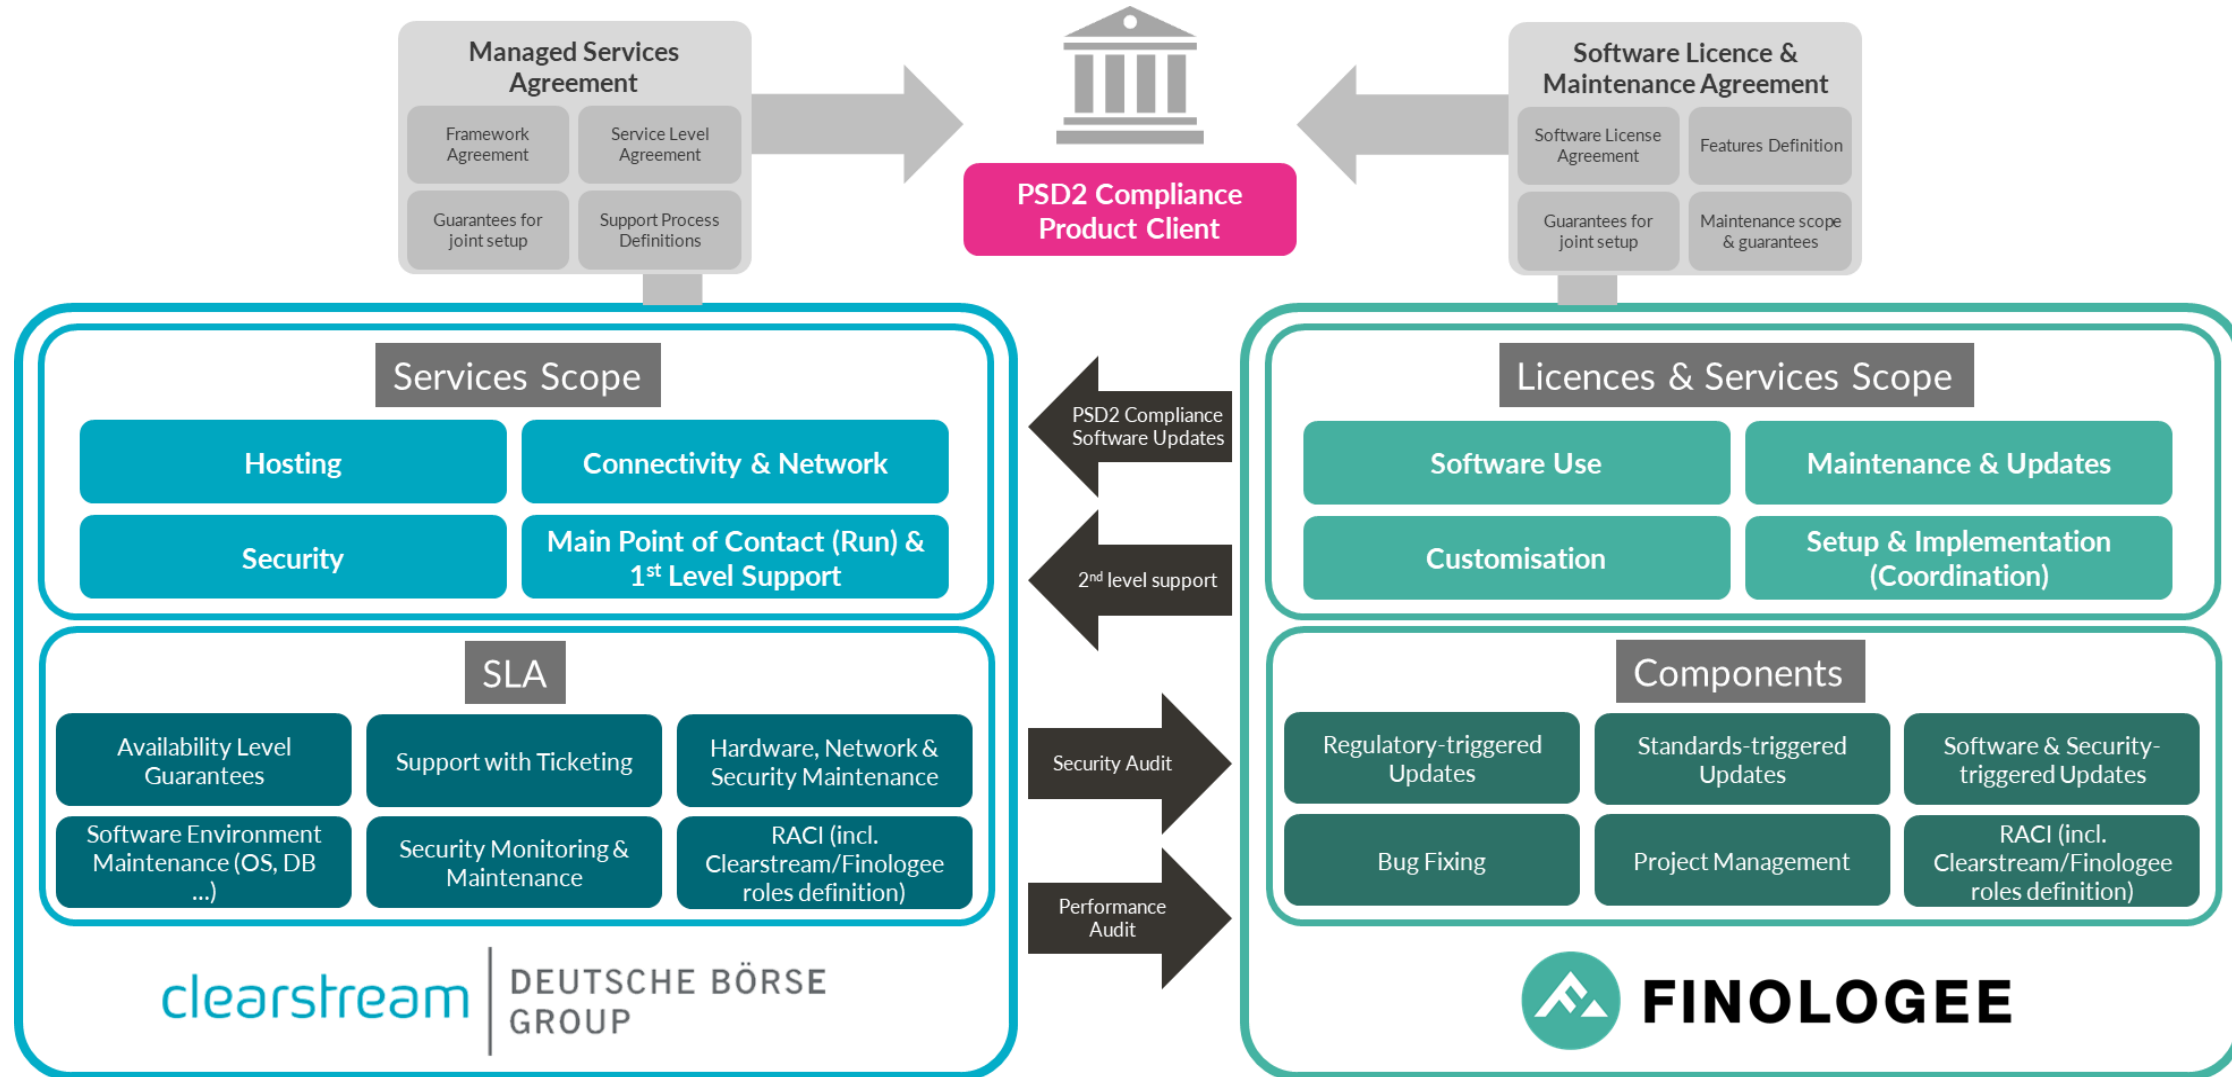 Managed Services
Agreement
Framework
Agreement
Service Level
Agreement
Guarantees for
joint setup
Support Process
Definitions
PSD2 Compliance
Product Client
Software Licence &
Maintenance Agreement
Software License
Agreement
Features Definition
Guarantees for
joint setup
Maintenance scope
& guarantees
Services Scope
Hosting
Connectivity & Network
Security
Main Point of Contact (Run) &
1st Level Support
SLA
Availability Level
Guarantees
Support with Ticketing
Hardware, Network &
Security Maintenance
Software Environment
Maintenance (OS, DB
...)
Security Monitoring &
Maintenance
RACI (incl.
Clearstream/Finologee
roles definition)
clearstream
DEUTSCHE BÖRSE
GROUP
PSD2 Compliance
Software Updates
2nd level support
Security Audit
Performance
Audit
Licences & Services Scope
Software Use
Maintenance & Updates
Customisation
Setup & Implementation
(Coordination)
Components
Regulatory-triggered
Updates
Standards-triggered
Updates
Software & Security-
triggered Updates
Bug Fixing
Project Management
RACI (incl.
Clearstream/Finologee
roles definition)
FINOLOGEE